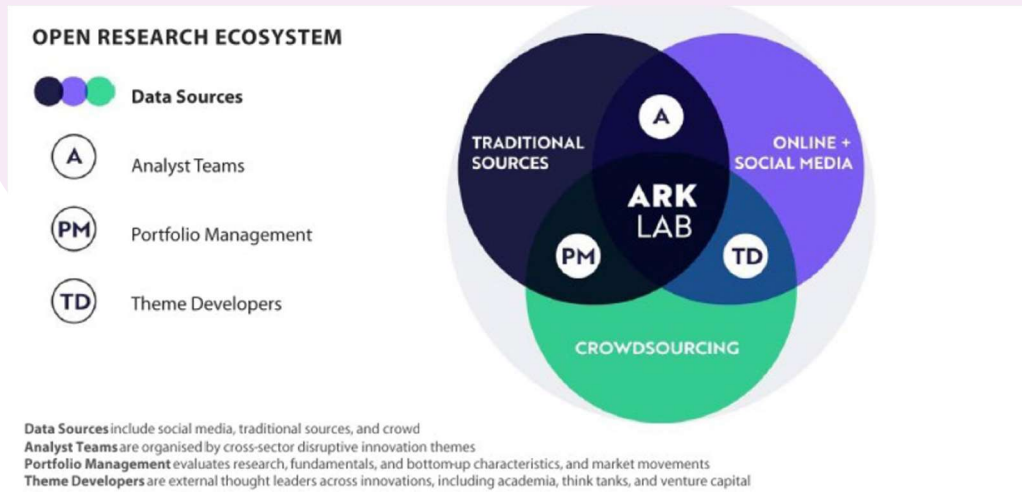 OPEN RESEARCH ECOSYSTEM
Data Sources
A
Analyst Teams
PM
Portfolio Management
TD
Theme Developers
TRADITIONAL
SOURCES
A
ONLINE +
SOCIAL MEDIA
ARK
LAB
PM
TD
CROWDSOURCING
Data Sources include social media, traditional sources, and crowd
Analyst Teams are organised by cross-sector disruptive innovation themes
Portfolio Management evaluates research, fundamentals, and bottom-up characteristics, and market movements
Theme Developers are external thought leaders across innovations, including academia, think tanks, and venture capital